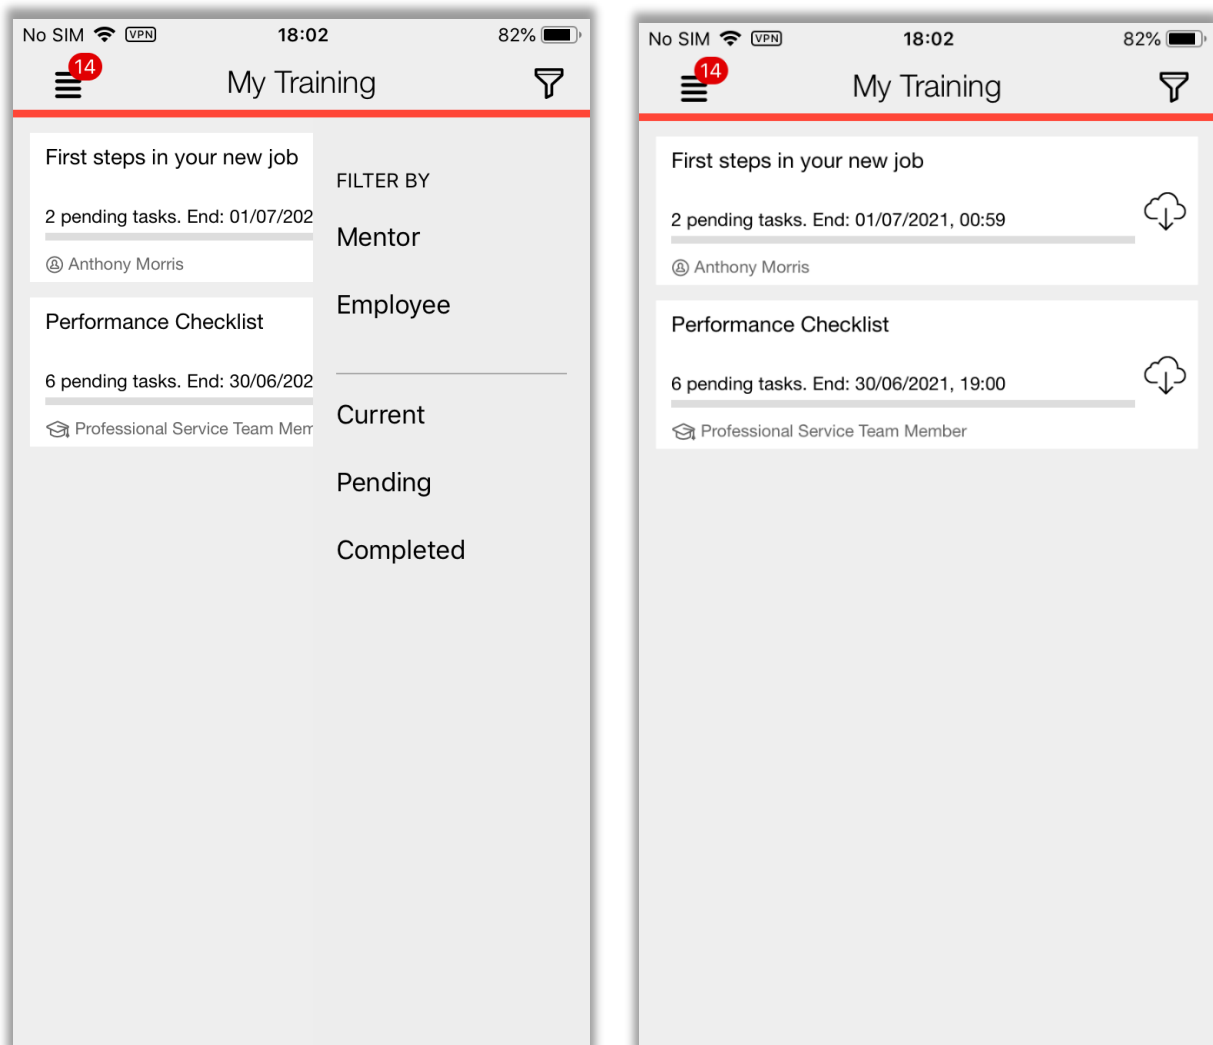 No SIM VPN 18:02 82%
14
My Training
First steps in your new job
2 pending tasks. End: 01/07/202
Anthony Morris
Performance Checklist
6 pending tasks. End: 30/06/202
Professional Service Team Mem
FILTER BY
Mentor
Employee
Current
Pending
Completed
No SIM VPN 18:02 82%
14
My Training
First steps in your new job
2 pending tasks. End: 01/07/2021, 00:59
Anthony Morris
Performance Checklist
6 pending tasks. End: 30/06/2021, 19:00
Professional Service Team Member